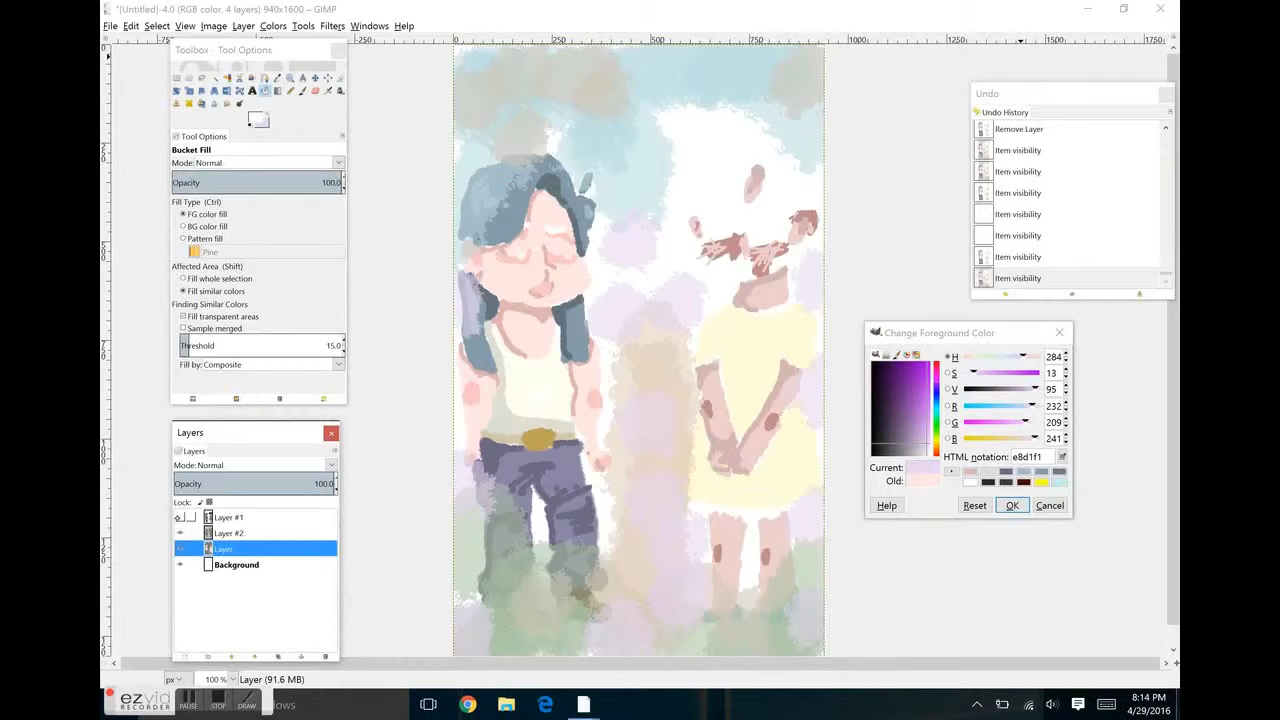 *[Untitled]-4.0 (RGB color, 4 layers) 940x1600 – GIMP
File Edit Select View Image Layer Colors Tools Filters Windows Help
Toolbox - Tool Options
Tool Options
Bucket Fill
Mode: Normal
Opacity 100.0
Fill Type (Ctrl)
FG color fill
BG color fill
Pattern fill
Pine
Affected Area (Shift)
Fill whole selection
Fill similar colors
Finding Similar Colors
Fill transparent areas
Sample merged
Threshold 15.0
Fill by: Composite
Layers
Layers
Mode: Normal
Opacity 100.0
Lock:
Layer #1
Layer #2
Layer
Background
250 500 750 1000 1250 1500 1750
Undo
Undo History
Remove Layer
Item visibility
Item visibility
Item visibility
Item visibility
Item visibility
Item visibility
Item visibility
Change Foreground Color
H 284
S 13
V 95
R 232
G 209
B 241
HTML notation: e8d1f1
Current:
Old:
Help Reset OK Cancel
px 100 % Layer (91.6 MB)
ezvid
RECORDER
PAUSE STOP DRAW
8:14 PM
4/29/2016